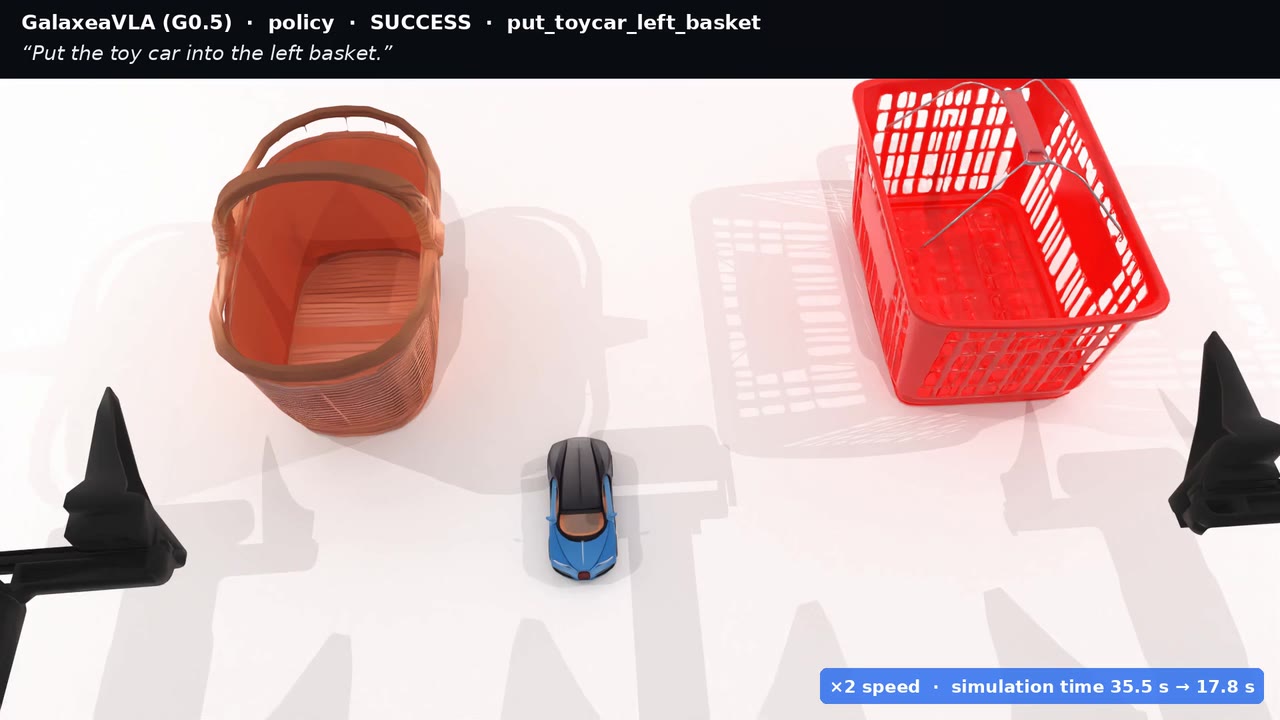 GalaxeaVLA (G0.5) · policy · SUCCESS · put_toycar_left_basket
“Put the toy car into the left basket.”
×2 speed · simulation time 35.5 s → 17.8 s